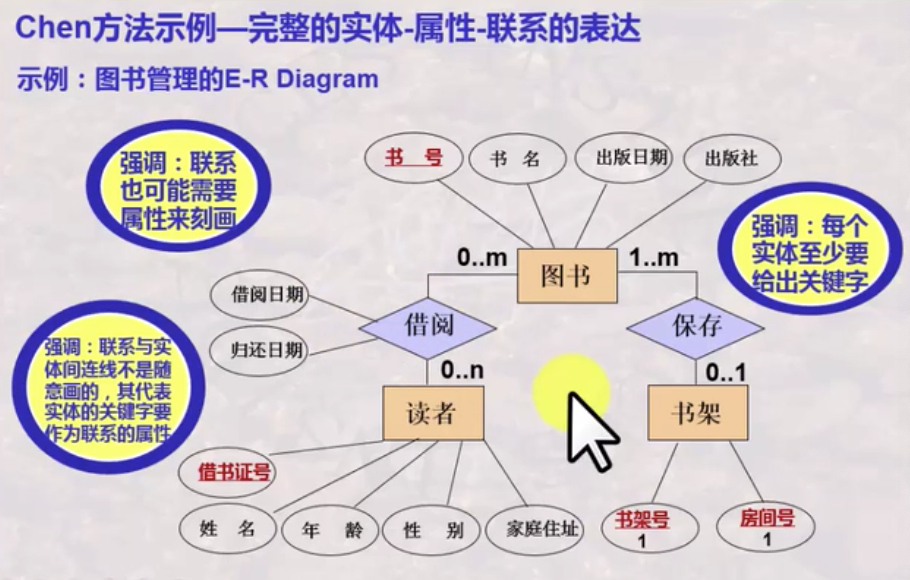 Chen方法示例—完整的实体-属性-联系的表达
示例：图书管理的E-R Diagram
强调：联系
也可能需要
属性来刻画
书 号
书 名
出版日期
出版社
强调：每个
实体至少要
给出关键字
0..m
图书
1..m
借阅日期
归还日期
借阅
保存
强调：联系与实
体间连线不是随
意画的，其代表
实体的关键字要
作为联系的属性
0..n
0..1
读者
书架
借书证号
姓 名
年 龄
性 别
家庭住址
书架号
1
房间号
1